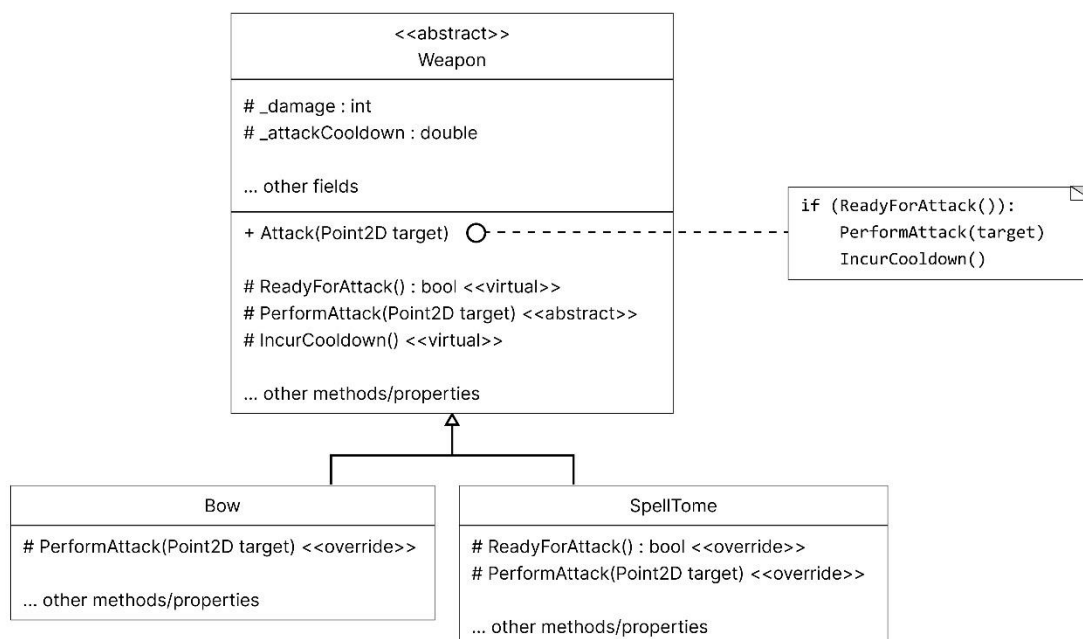 <<abstract>>
Weapon
# _damage : int
# _attackCooldown : double
... other fields
+ Attack(Point2D target)
# ReadyForAttack() : bool <<virtual>>
# PerformAttack(Point2D target) <<abstract>>
# IncurCooldown() <<virtual>>
... other methods/properties
if (ReadyForAttack()):
    PerformAttack(target)
    IncurCooldown()
Bow
# PerformAttack(Point2D target) <<override>>
... other methods/properties
SpellTome
# ReadyForAttack() : bool <<override>>
# PerformAttack(Point2D target) <<override>>
... other methods/properties